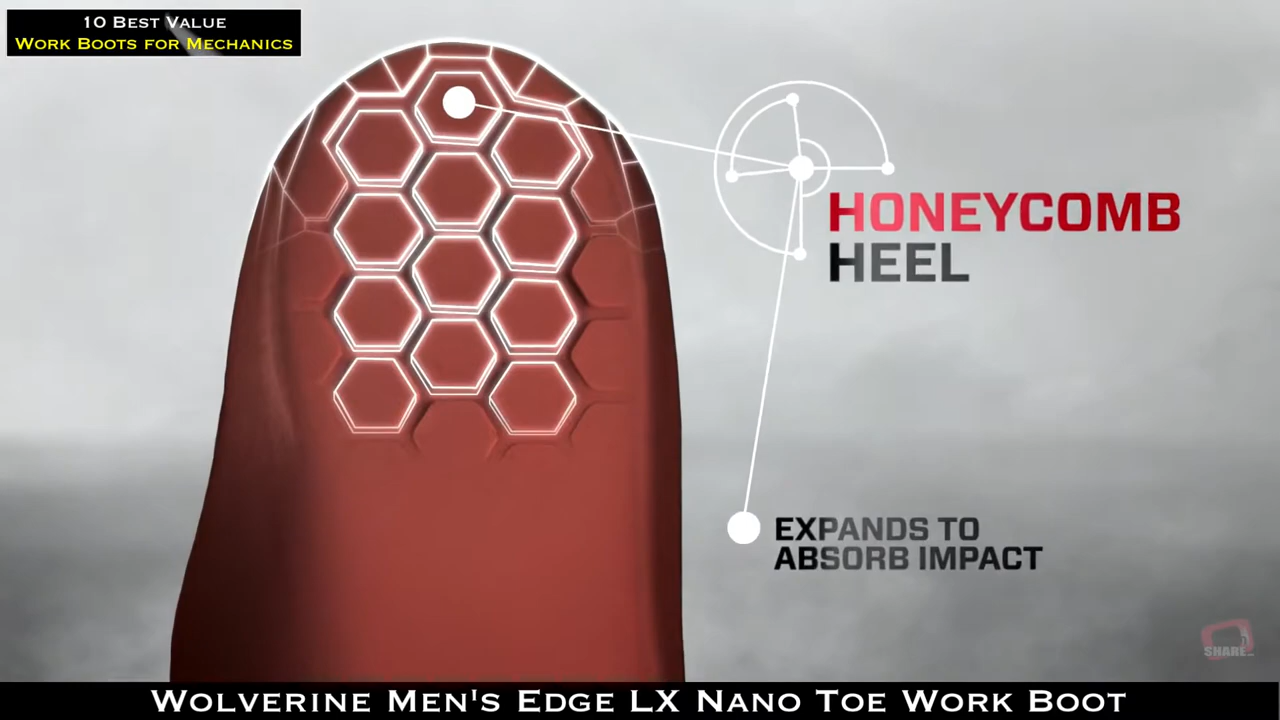 10 Best Value
Work Boots for Mechanics
HONEYCOMB
HEEL
EXPANDS TO
ABSORB IMPACT
SHARE
Wolverine Men's Edge LX Nano Toe Work Boot